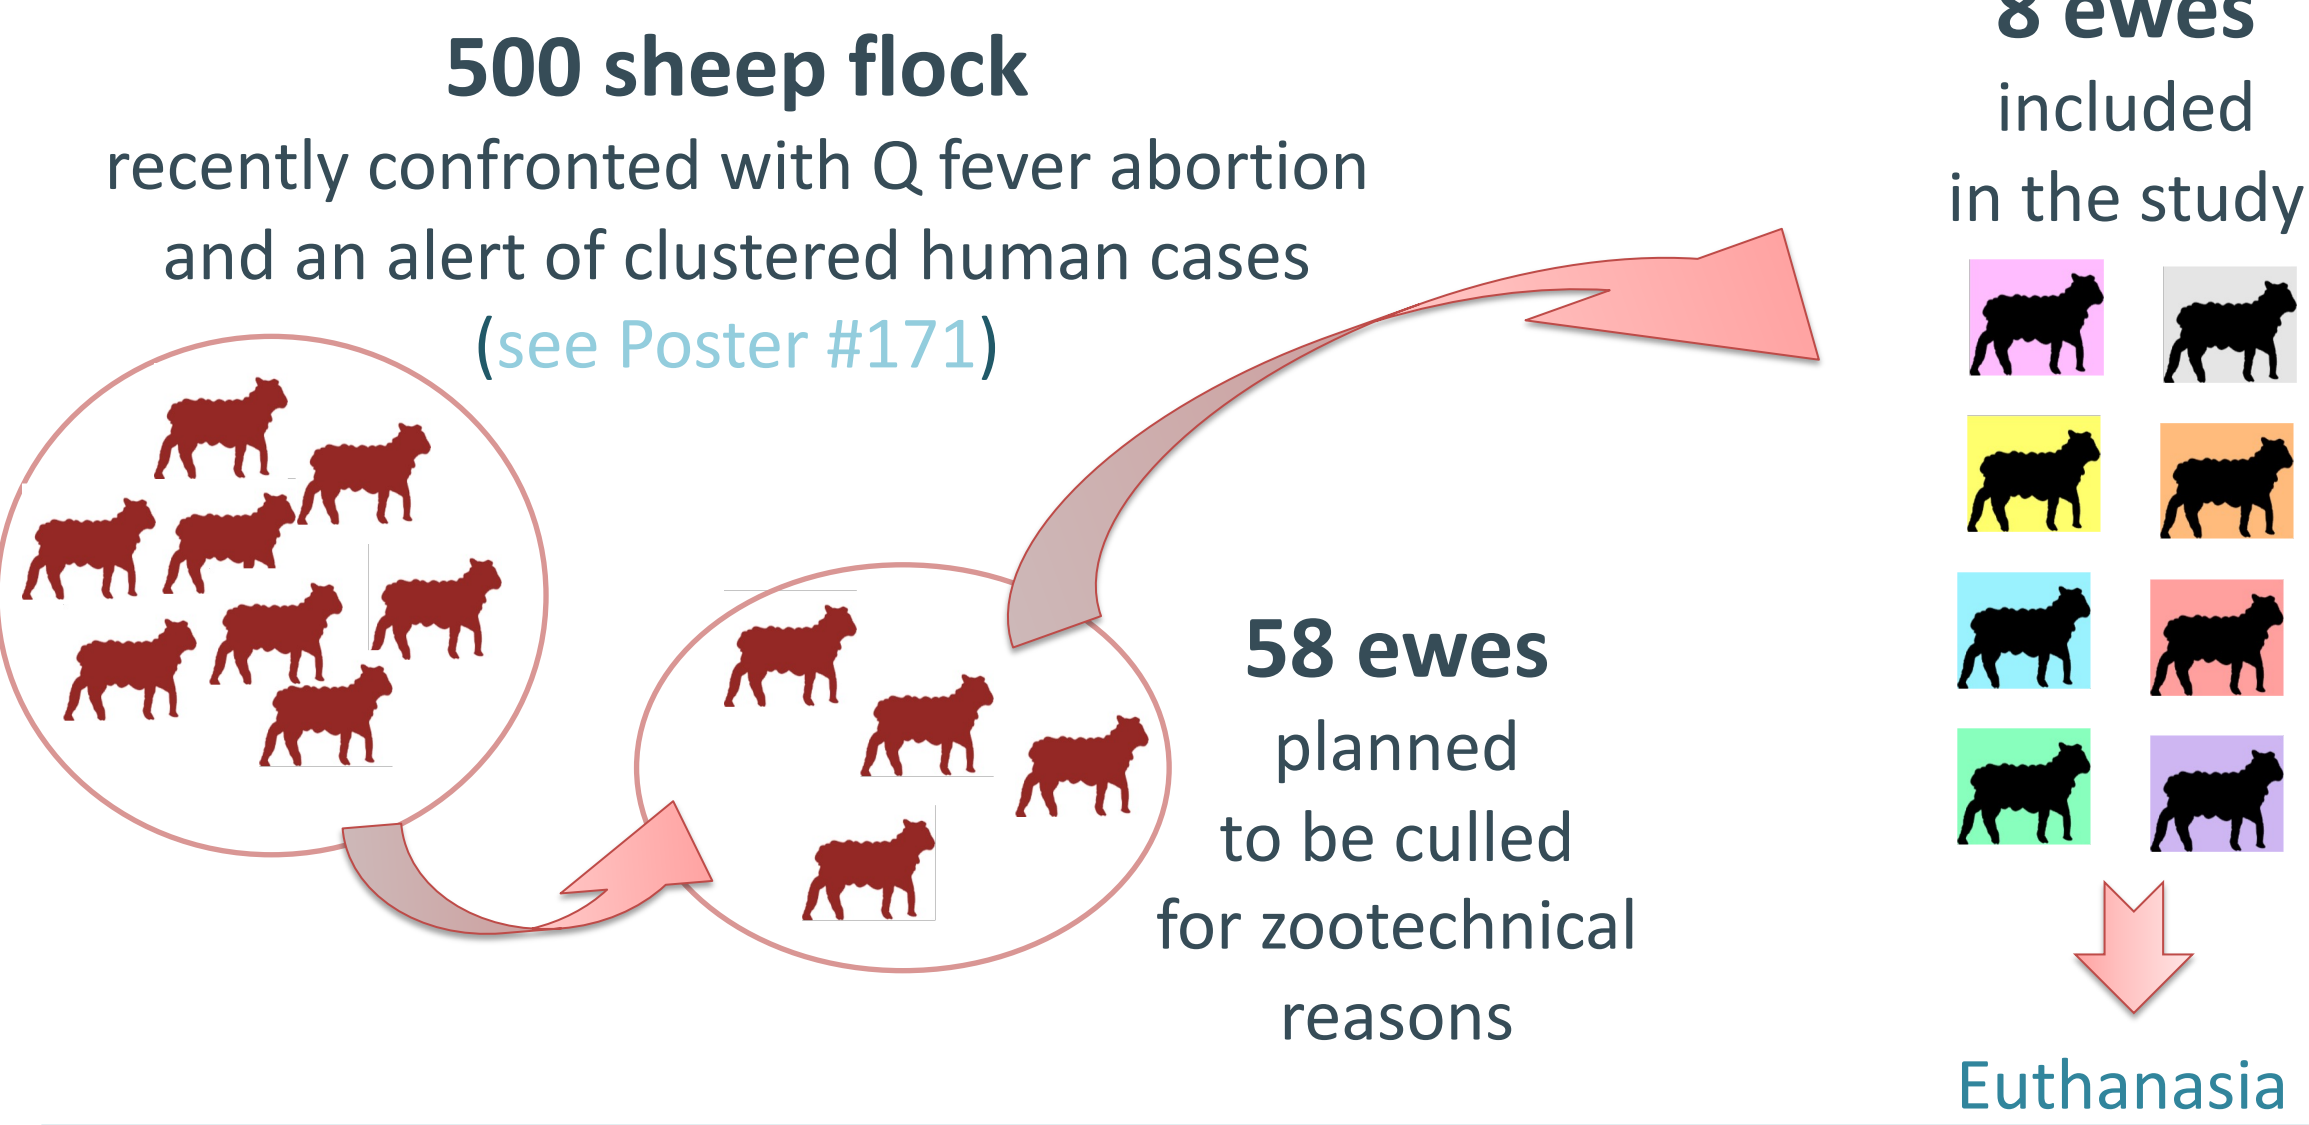 500 sheep flock
recently confronted with Q fever abortion
and an alert of clustered human cases
(see Poster #171)
58 ewes
planned
to be culled
for zootechnical
reasons
8 ewes
included
in the study
Euthanasia